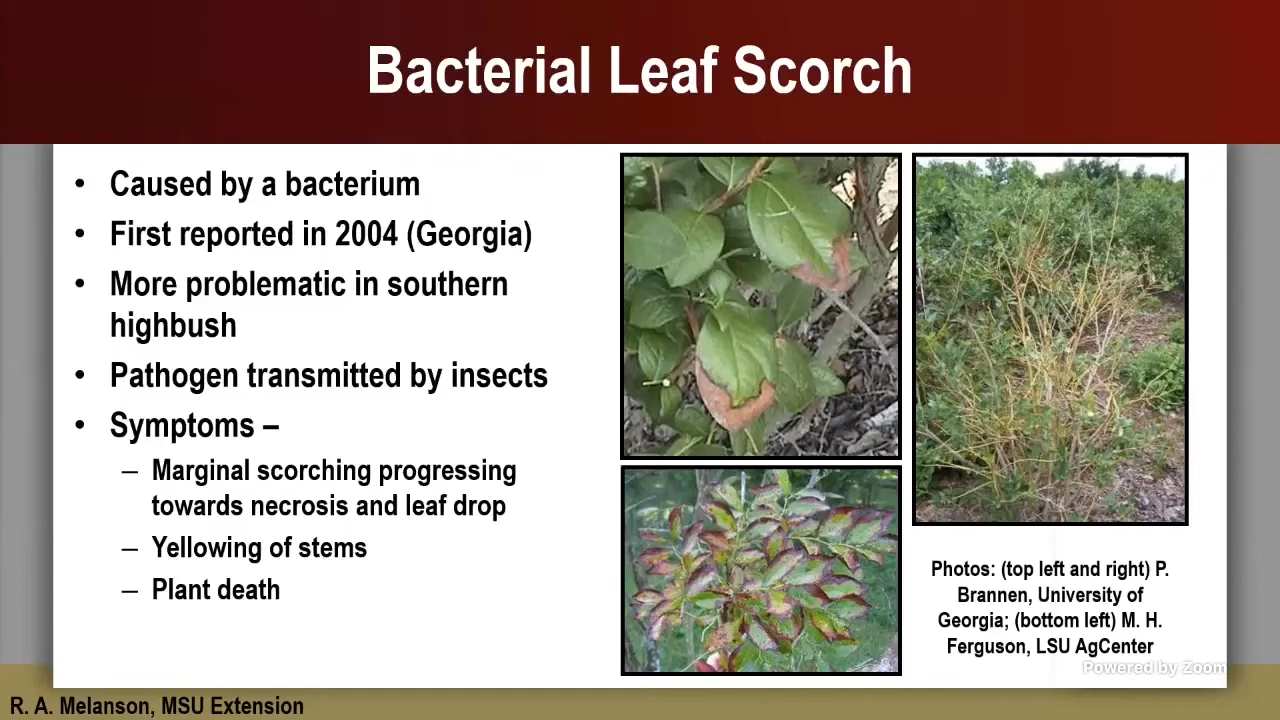 Bacterial Leaf Scorch
• Caused by a bacterium
• First reported in 2004 (Georgia)
• More problematic in southern
highbush
• Pathogen transmitted by insects
• Symptoms –
– Marginal scorching progressing
towards necrosis and leaf drop
– Yellowing of stems
– Plant death
Photos: (top left and right) P.
Brannen, University of
Georgia; (bottom left) M. H.
Ferguson, LSU AgCenter
Powered by Zoom
R. A. Melanson, MSU Extension